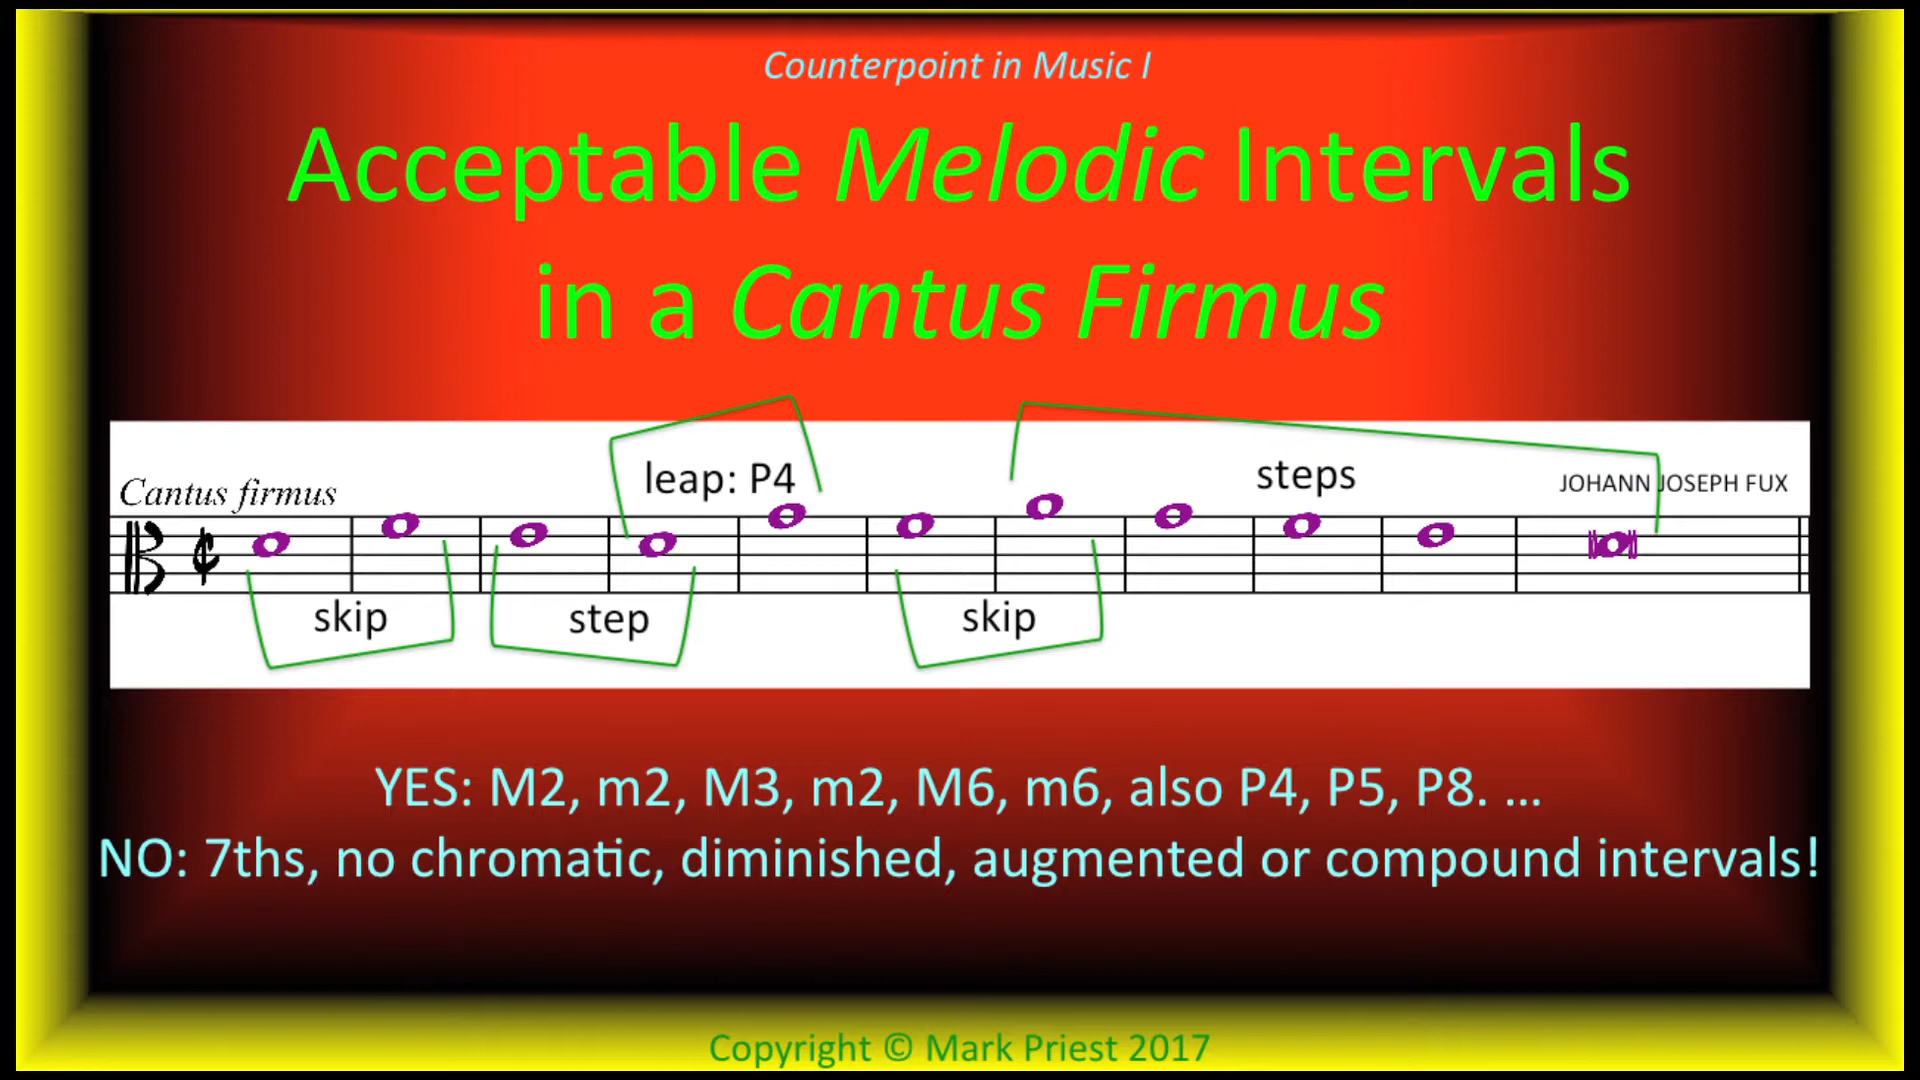 Counterpoint in Music I
Acceptable Melodic Intervals
in a Cantus Firmus
leap: P4
steps
Cantus firmus
JOHANN JOSEPH FUX
skip
step
skip
YES: M2, m2, M3, m2, M6, m6, also P4, P5, P8. ...
NO: 7ths, no chromatic, diminished, augmented or compound intervals!
Copyright © Mark Priest 2017